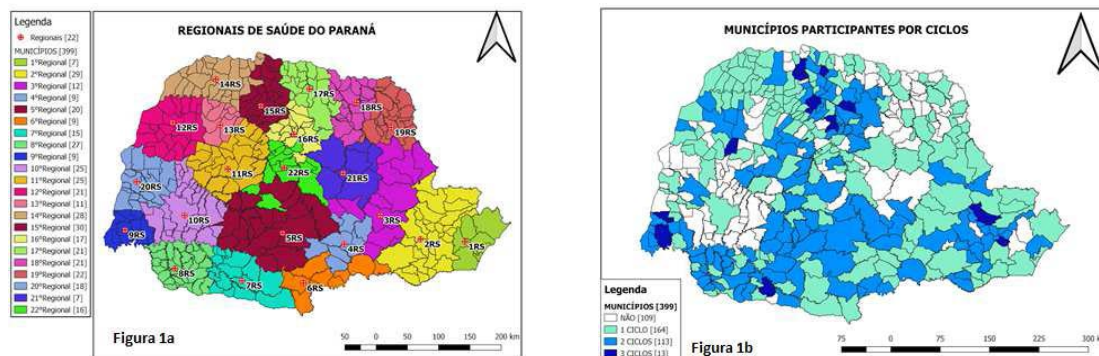 Legenda
Regionais [22]
MUNICÍPIOS [399]
1ªRegional [7]
2ªRegional [29]
3ªRegional [12]
4ªRegional [9]
5ªRegional [20]
6ªRegional [9]
7ªRegional [15]
8ªRegional [27]
9ªRegional [9]
10ªRegional [25]
11ªRegional [25]
12ªRegional [21]
13ªRegional [11]
14ªRegional [28]
15ªRegional [30]
16ªRegional [17]
17ªRegional [21]
18ªRegional [21]
19ªRegional [22]
20ªRegional [18]
21ªRegional [7]
22ªRegional [16]
REGIONAIS DE SAÚDE DO PARANÁ
14RS
17RS
15RS
18RS
12RS
13RS
16RS
19RS
11RS
22RS
21RS
20RS
10RS
3RS
9RS
5RS
4RS
2RS
1RS
8RS
7RS
6RS
Figura 1a
50 0 50 100 150 200 km
MUNICÍPIOS PARTICIPANTES POR CICLOS
Legenda
MUNICÍPIOS [399]
NÃO [109]
1 CICLO [164]
2 CICLOS [113]
3 CICLOS [13]
Figura 1b
75 0 75 150 225 300 k